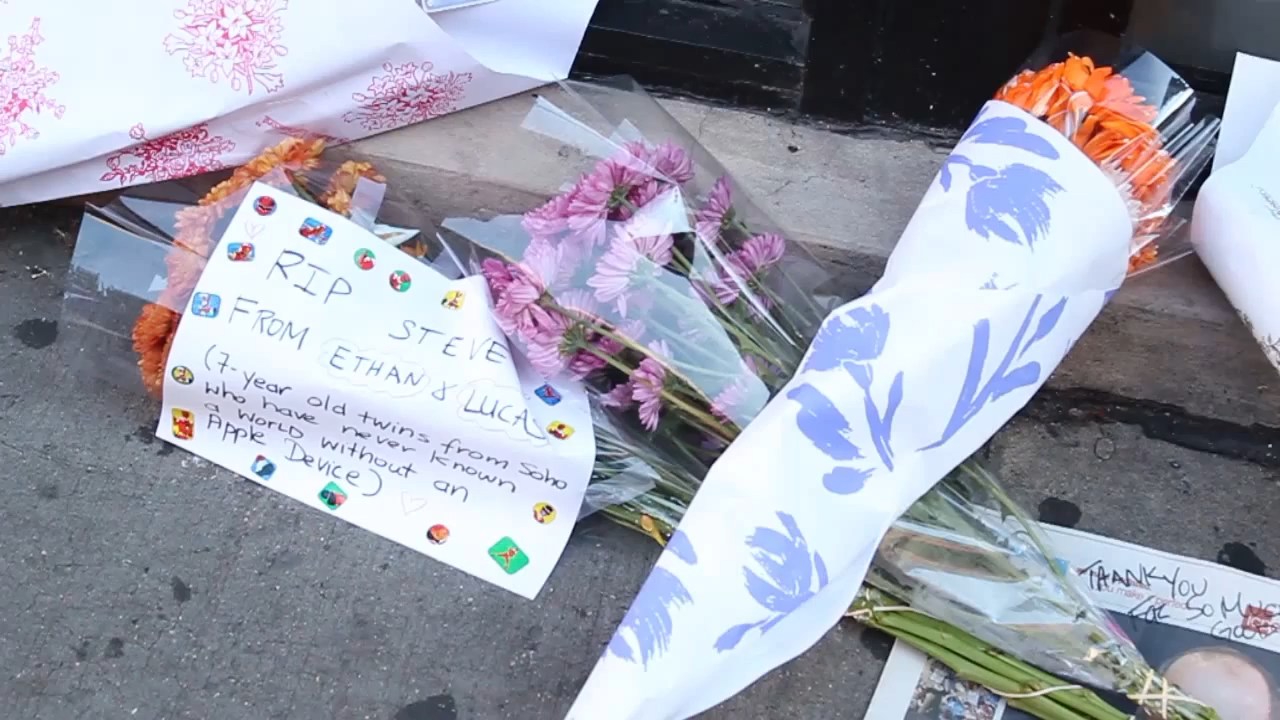 RIP STEVE
FROM ETHAN & LUCAS
(7-year old twins from Soho
who have never known
a world without an
Apple Device)
THANK YOU
SO